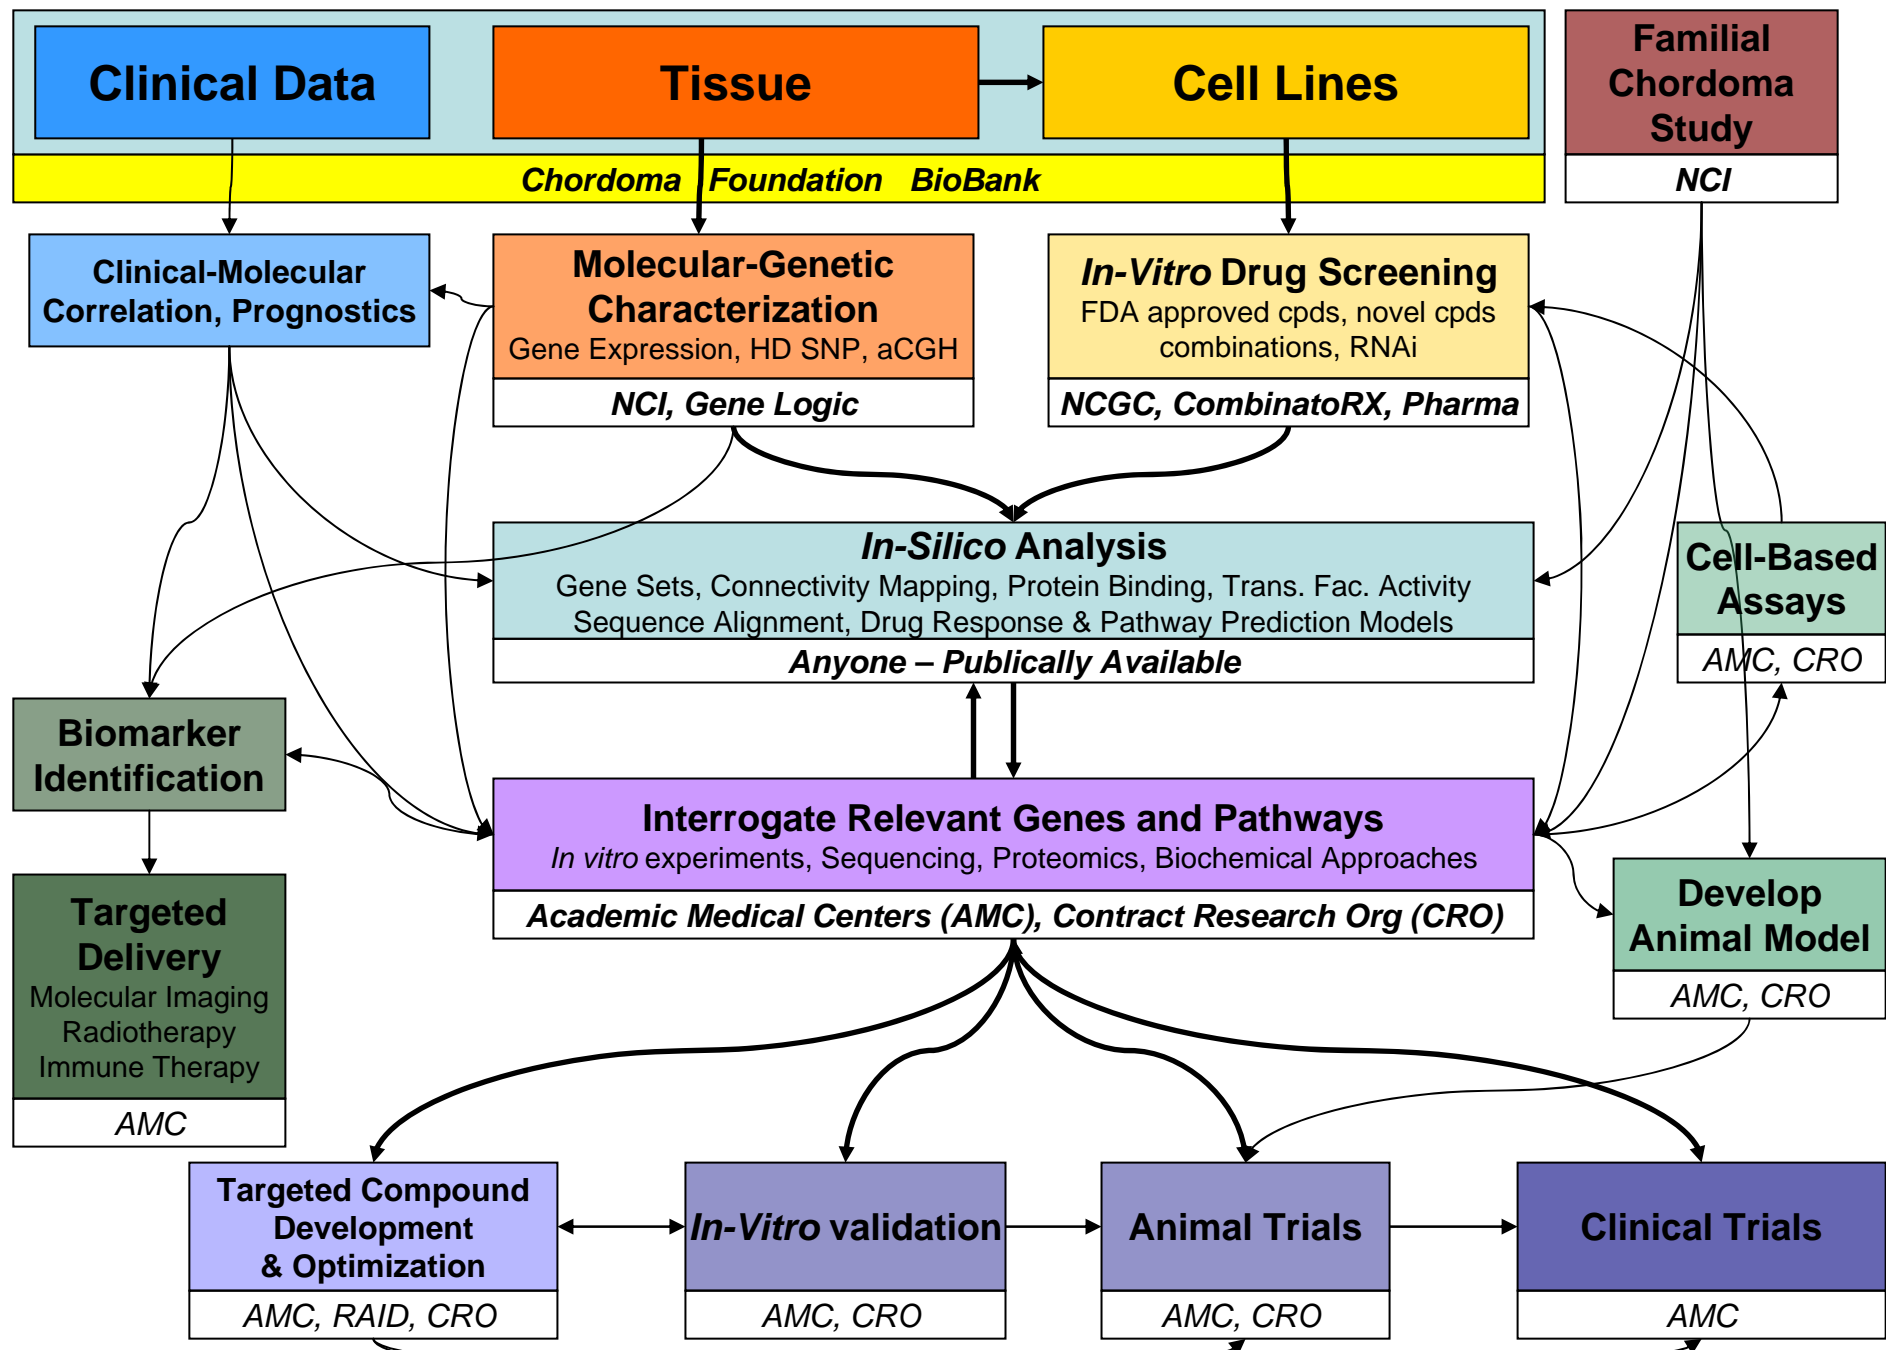 Clinical Data
Tissue
Cell Lines
Familial
Chordoma
Study
NCI
Chordoma Foundation BioBank
Clinical-Molecular
Correlation, Prognostics
Molecular-Genetic
Characterization
Gene Expression, HD SNP, aCGH
NCI, Gene Logic
In-Vitro Drug Screening
FDA approved cpds, novel cpds
combinations, RNAi
NCGC, CombinatoRX, Pharma
In-Silico Analysis
Gene Sets, Connectivity Mapping, Protein Binding, Trans. Fac. Activity
Sequence Alignment, Drug Response & Pathway Prediction Models
Anyone – Publically Available
Cell-Based
Assays
AMC, CRO
Biomarker
Identification
Interrogate Relevant Genes and Pathways
In vitro experiments, Sequencing, Proteomics, Biochemical Approaches
Academic Medical Centers (AMC), Contract Research Org (CRO)
Develop
Animal Model
AMC, CRO
Targeted
Delivery
Molecular Imaging
Radiotherapy
Immune Therapy
AMC
Targeted Compound
Development
& Optimization
AMC, RAID, CRO
In-Vitro validation
AMC, CRO
Animal Trials
AMC, CRO
Clinical Trials
AMC